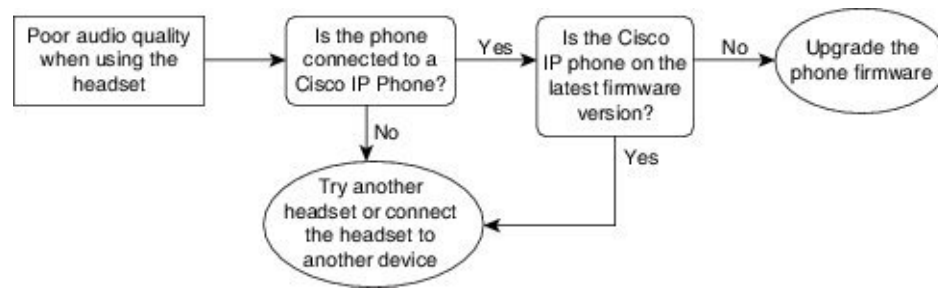 Poor audio quality
when using the
headset
Is the phone
connected to a
Cisco IP Phone?
Yes
Is the Cisco
IP phone on the
latest firmware
version?
No
Upgrade the
phone firmware
No
Yes
Try another
headset or connect
the headset to
another device